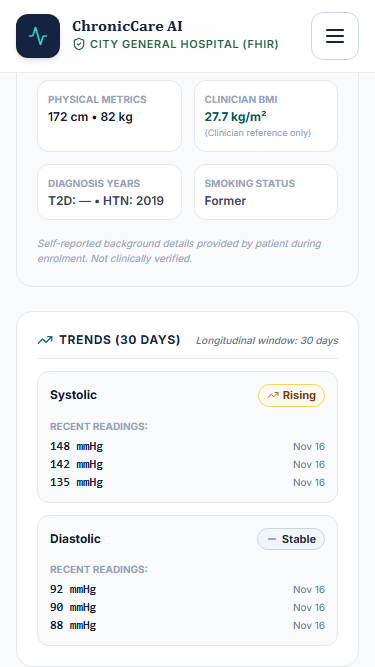 ChronicCare AI
CITY GENERAL HOSPITAL (FHIR)
PHYSICAL METRICS
172 cm • 82 kg
CLINICIAN BMI
27.7 kg/m²
(Clinician reference only)
DIAGNOSIS YEARS
T2D: — • HTN: 2019
SMOKING STATUS
Former
Self-reported background details provided by patient during
enrolment. Not clinically verified.
TRENDS (30 DAYS) Longitudinal window: 30 days
Systolic Rising
RECENT READINGS:
148 mmHg Nov 16
142 mmHg Nov 16
135 mmHg Nov 16
Diastolic Stable
RECENT READINGS:
92 mmHg Nov 16
90 mmHg Nov 16
88 mmHg Nov 16